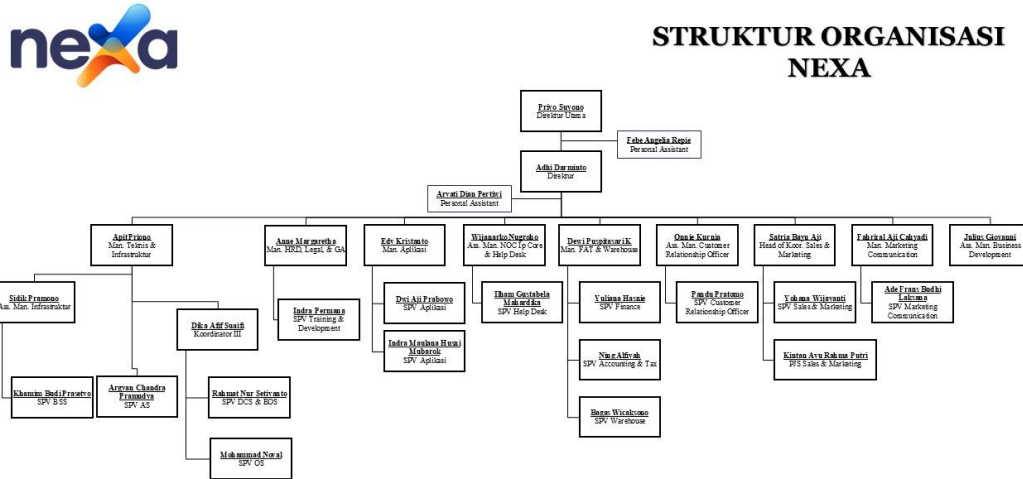 nexa
STRUKTUR ORGANISASI
NEXA
Priyo Suyono
Direktur Utama
Febe Angelia Repie
Personal Assistant
Adhi Darminto
Direktur
Aryati Dian Pertiwi
Personal Assistant
Apit Priono
Man. Teknis &
Infrastruktur
Anne Margaretha
Man. HRD, Legal, & GA
Edy Kristanto
Man. Aplikasi
Wijanarko Nugroho
Ass. Man. NOC Ip Core
& Help Desk
Dewi Puspitasari K
Man. FAT & Warehouse
Onnie Kurnia
Ass. Man. Customer
Relationship Officer
Satria Bayu Aji
Head of Koor. Sales &
Marketing
Fahrizal Aji Cahyadi
Man. Marketing
Communication
Julius Giovanni
Ass. Man. Business
Development
Sidik Pramono
Ass. Man. Infrastruktur
Dika Afif Suaifi
Koordinator III
Indra Permana
SPV Training &
Development
Dwi Aji Prabowo
SPV Aplikasi
Indra Maulana Husni
Mubarok
SPV Aplikasi
Ilham Gustabela
Mahardika
SPV Help Desk
Yuliana Hasnie
SPV Finance
Ning Alfiyah
SPV Accounting & Tax
Bagas Wicaksono
SPV Warehouse
Pandu Pratomo
SPV Customer
Relationship Officer
Yohana Wijayanti
SPV Sales & Marketing
Kintan Ayu Rahma Putri
PJS Sales & Marketing
Ade Frans Budhi
Laksana
SPV Marketing
Communication
Khamim Budi Prasetyo
SPV BSS
Argyan Chandra
Pramudya
SPV AS
Rahmat Nur Setiyanto
SPV DCS & EOS
Mohammad Noval
SPV OS